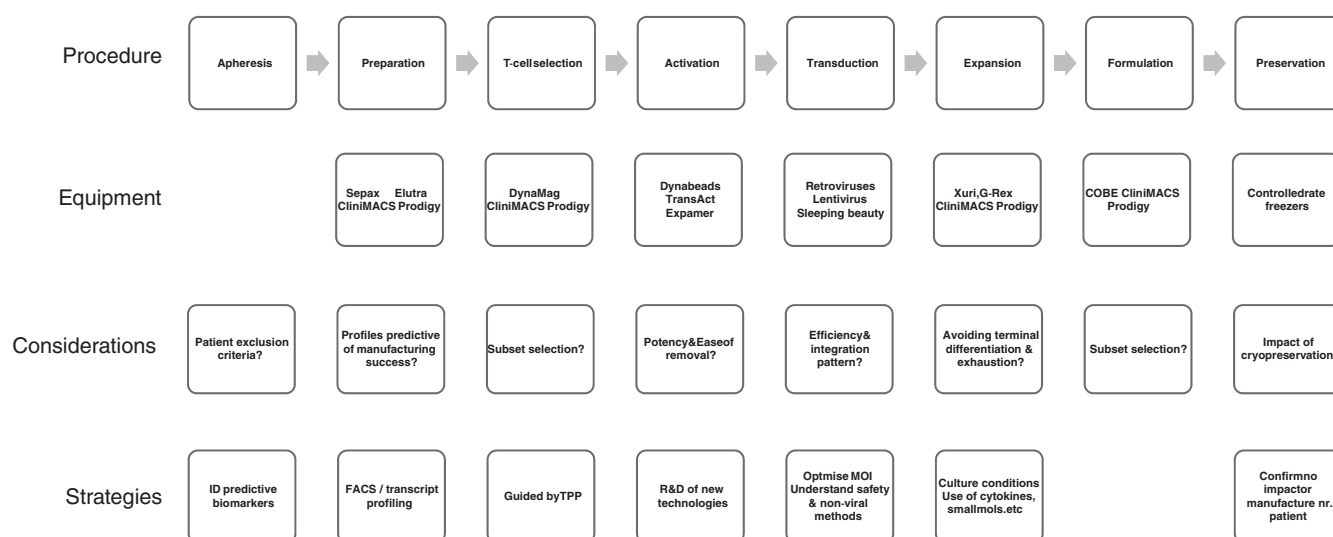 Procedure
Apheresis
Preparation
T-cellselection
Activation
Transduction
Expansion
Formulation
Preservation
Equipment
Sepax Elutra
CliniMACS Prodigy
DynaMag
CliniMACS Prodigy
Dynabeads
TransAct
Expamer
Retroviruses
Lentivirus
Sleeping beauty
Xuri,G-Rex
CliniMACS Prodigy
COBE CliniMACS
Prodigy
Controlledrate
freezers
Considerations
Patient exclusion
criteria?
Profiles predictive
of manufacturing
success?
Subset selection?
Potency&Easeof
removal?
Efficiency&
integration
pattern?
Avoiding terminal
differentiation &
exhaustion?
Subset selection?
Impact of
cryopreservation
Strategies
ID predictive
biomarkers
FACS / transcript
profiling
Guided byTPP
R&D of new
technologies
Optmise MOI
Understand safety
& non-viral
methods
Culture conditions
Use of cytokines,
smallmols.etc
Confirmno
impactor
manufacture nr.
patient